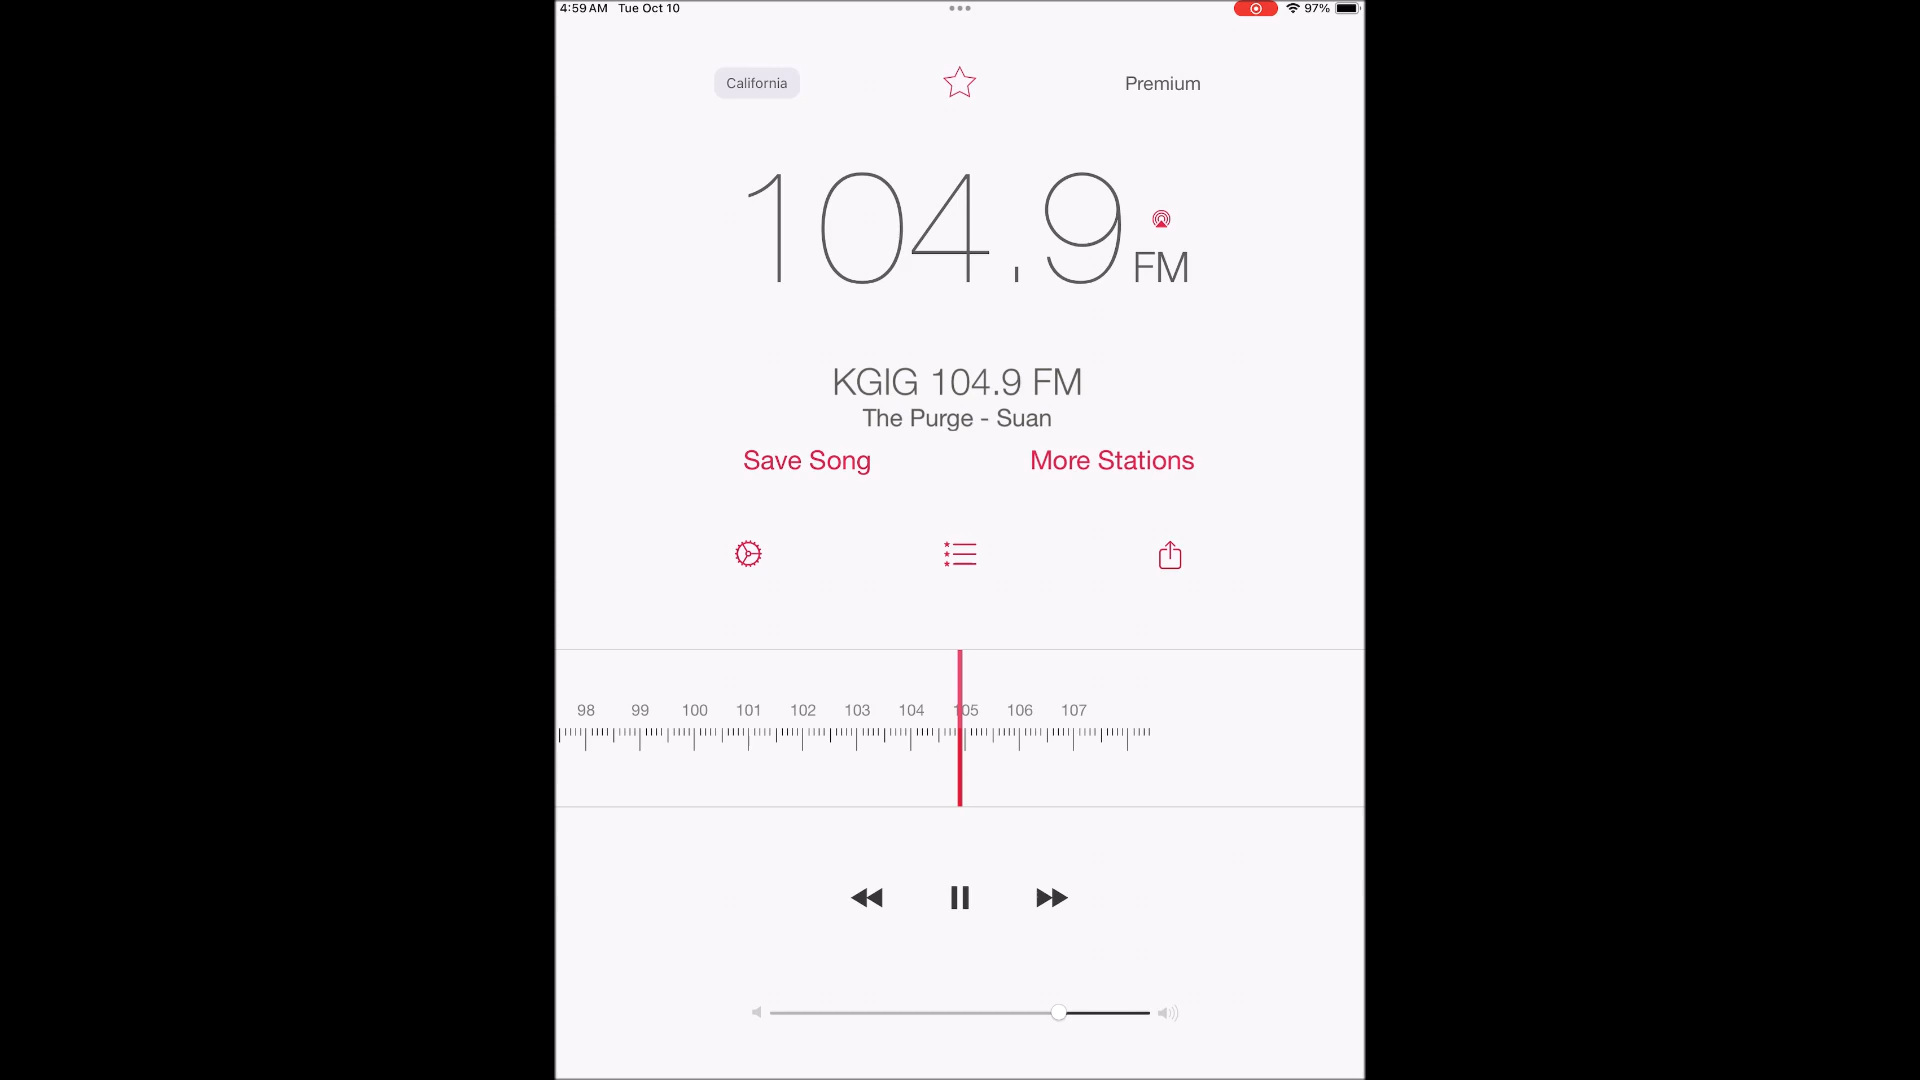 4:59 AM Tue Oct 10 97%
California Premium
104.9 FM
KGIG 104.9 FM
The Purge - Suan
Save Song More Stations
98 99 100 101 102 103 104 105 106 107